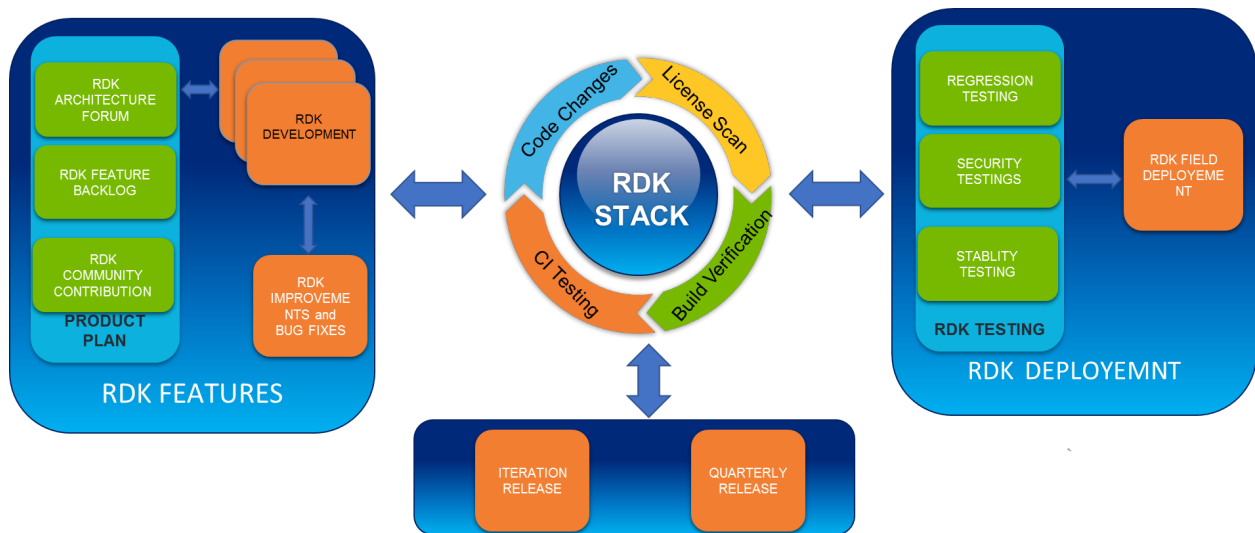 RDK
ARCHITECTURE
FORUM
RDK FEATURE
BACKLOG
RDK
COMMUNITY
CONTRIBUTION
PRODUCT
PLAN
RDK
DEVELOPMENT
RDK
IMPROVEME
NTS and
BUG FIXES
RDK FEATURES
Code Changes
License Scan
Build Verification
CI Testing
RDK
STACK
ITERATION
RELEASE
QUARTERLY
RELEASE
REGRESSION
TESTING
SECURITY
TESTINGS
STABLITY
TESTING
RDK TESTING
RDK FIELD
DEPLOYEME
NT
RDK DEPLOYEMNT
`